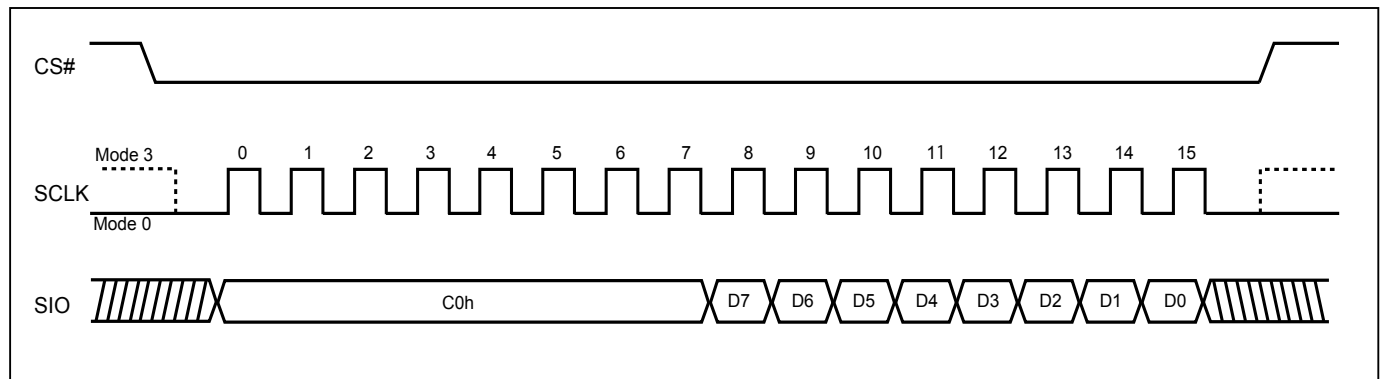 CS#
Mode 3
0 1 2 3 4 5 6 7 8 9 10 11 12 13 14 15
SCLK
Mode 0
SIO
C0h D7 D6 D5 D4 D3 D2 D1 D0